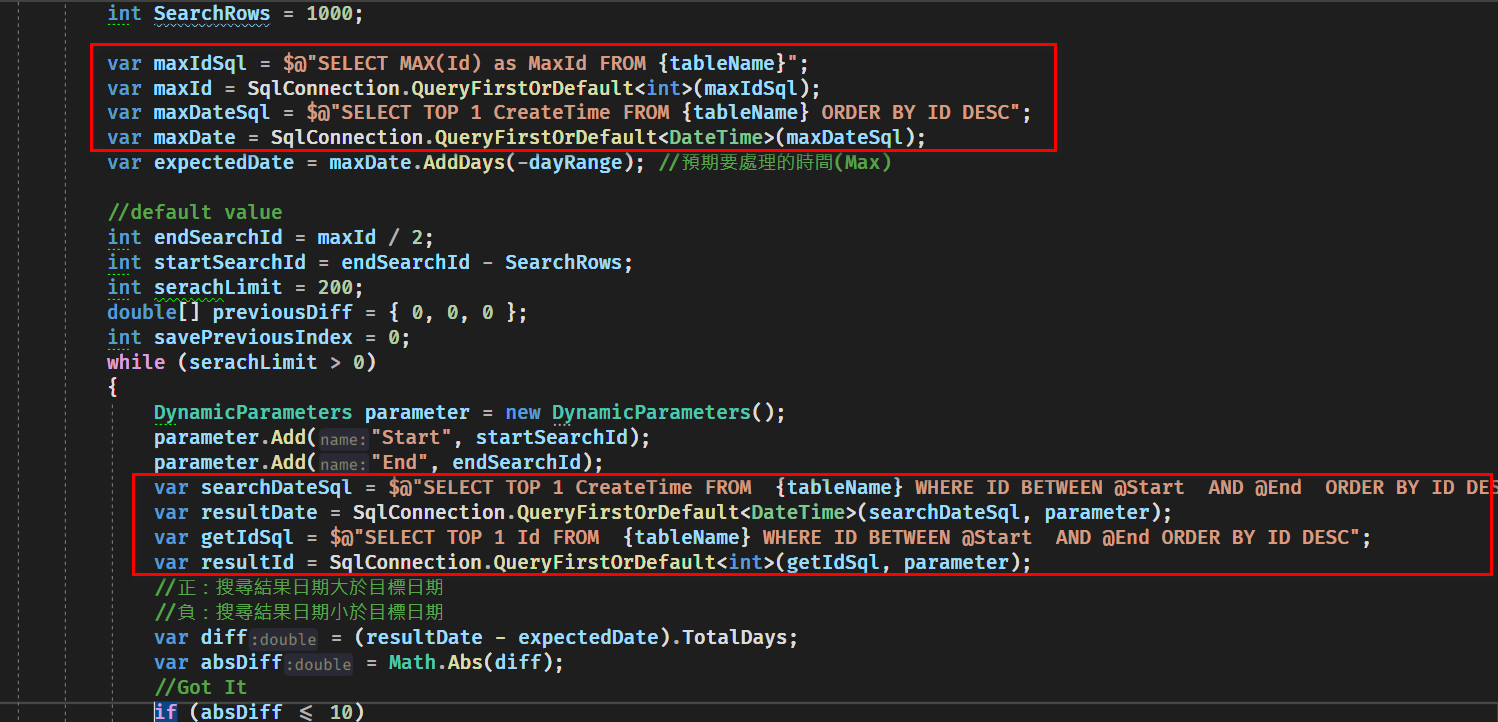 int SearchRows = 1000;
var maxIdSql = $@"SELECT MAX(Id) as MaxId FROM {tableName}";
var maxId = SqlConnection.QueryFirstOrDefault<int>(maxIdSql);
var maxDateSql = $@"SELECT TOP 1 CreateTime FROM {tableName} ORDER BY ID DESC";
var maxDate = SqlConnection.QueryFirstOrDefault<DateTime>(maxDateSql);
var expectedDate = maxDate.AddDays(-dayRange); //預期要處理的時間(Max)
//default value
int endSearchId = maxId / 2;
int startSearchId = endSearchId - SearchRows;
int serachLimit = 200;
double[] previousDiff = { 0, 0, 0 };
int savePreviousIndex = 0;
while (serachLimit > 0)
{
DynamicParameters parameter = new DynamicParameters();
parameter.Add(name:"Start", startSearchId);
parameter.Add(name:"End", endSearchId);
var searchDateSql = $@"SELECT TOP 1 CreateTime FROM  {tableName} WHERE ID BETWEEN @Start  AND @End  ORDER BY ID DES
var resultDate = SqlConnection.QueryFirstOrDefault<DateTime>(searchDateSql, parameter);
var getIdSql = $@"SELECT TOP 1 Id FROM  {tableName} WHERE ID BETWEEN @Start  AND @End ORDER BY ID DESC";
var resultId = SqlConnection.QueryFirstOrDefault<int>(getIdSql, parameter);
//正：搜尋結果日期大於目標日期
//負：搜尋結果日期小於目標日期
var diff:double = (resultDate - expectedDate).TotalDays;
var absDiff:double = Math.Abs(diff);
//Got It
if (absDiff ≤ 10)